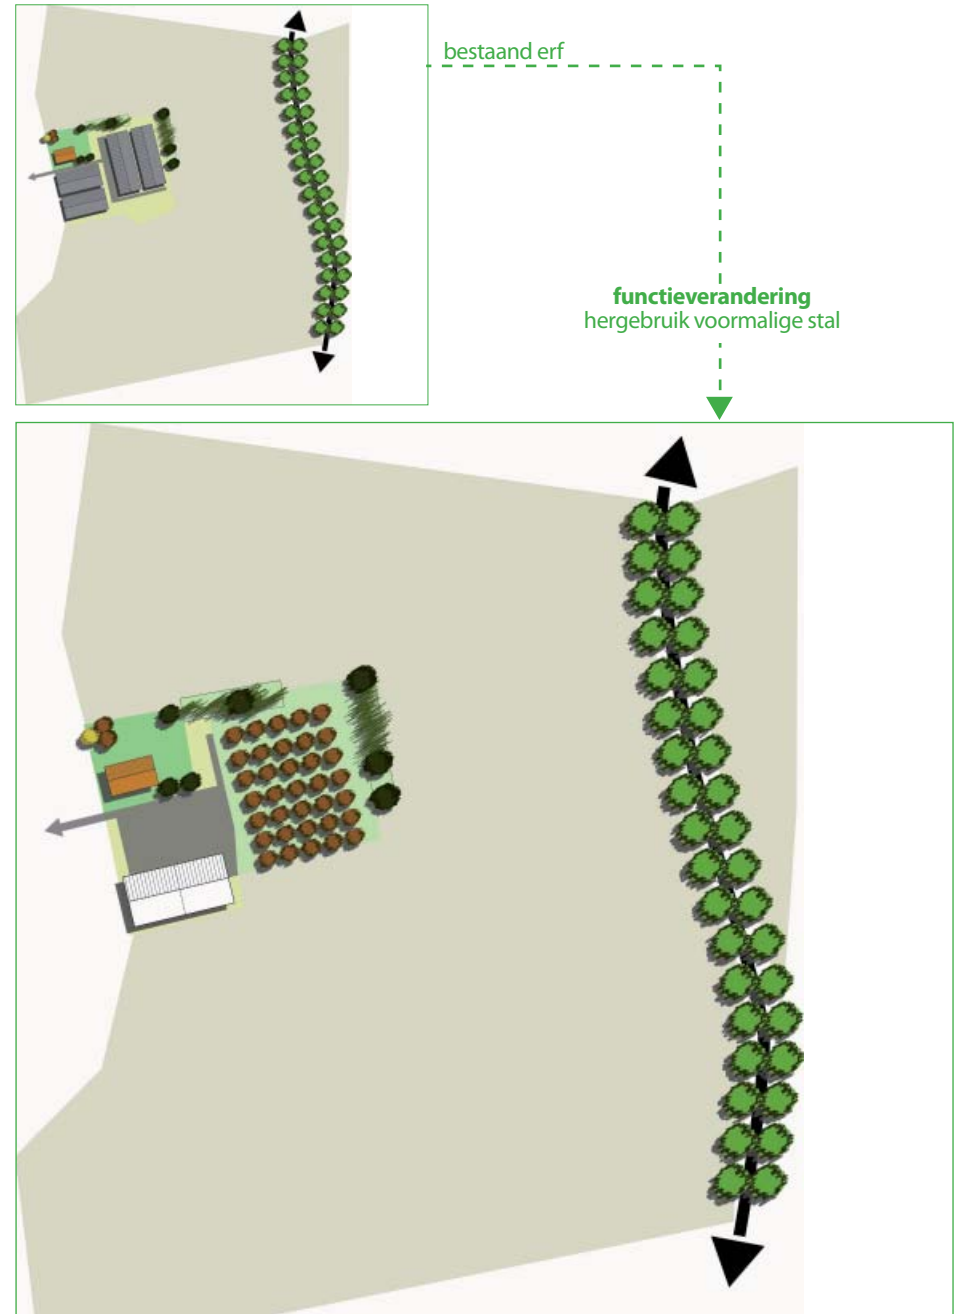 bestaand erf
functieverandering
hergebruik voormalige stal